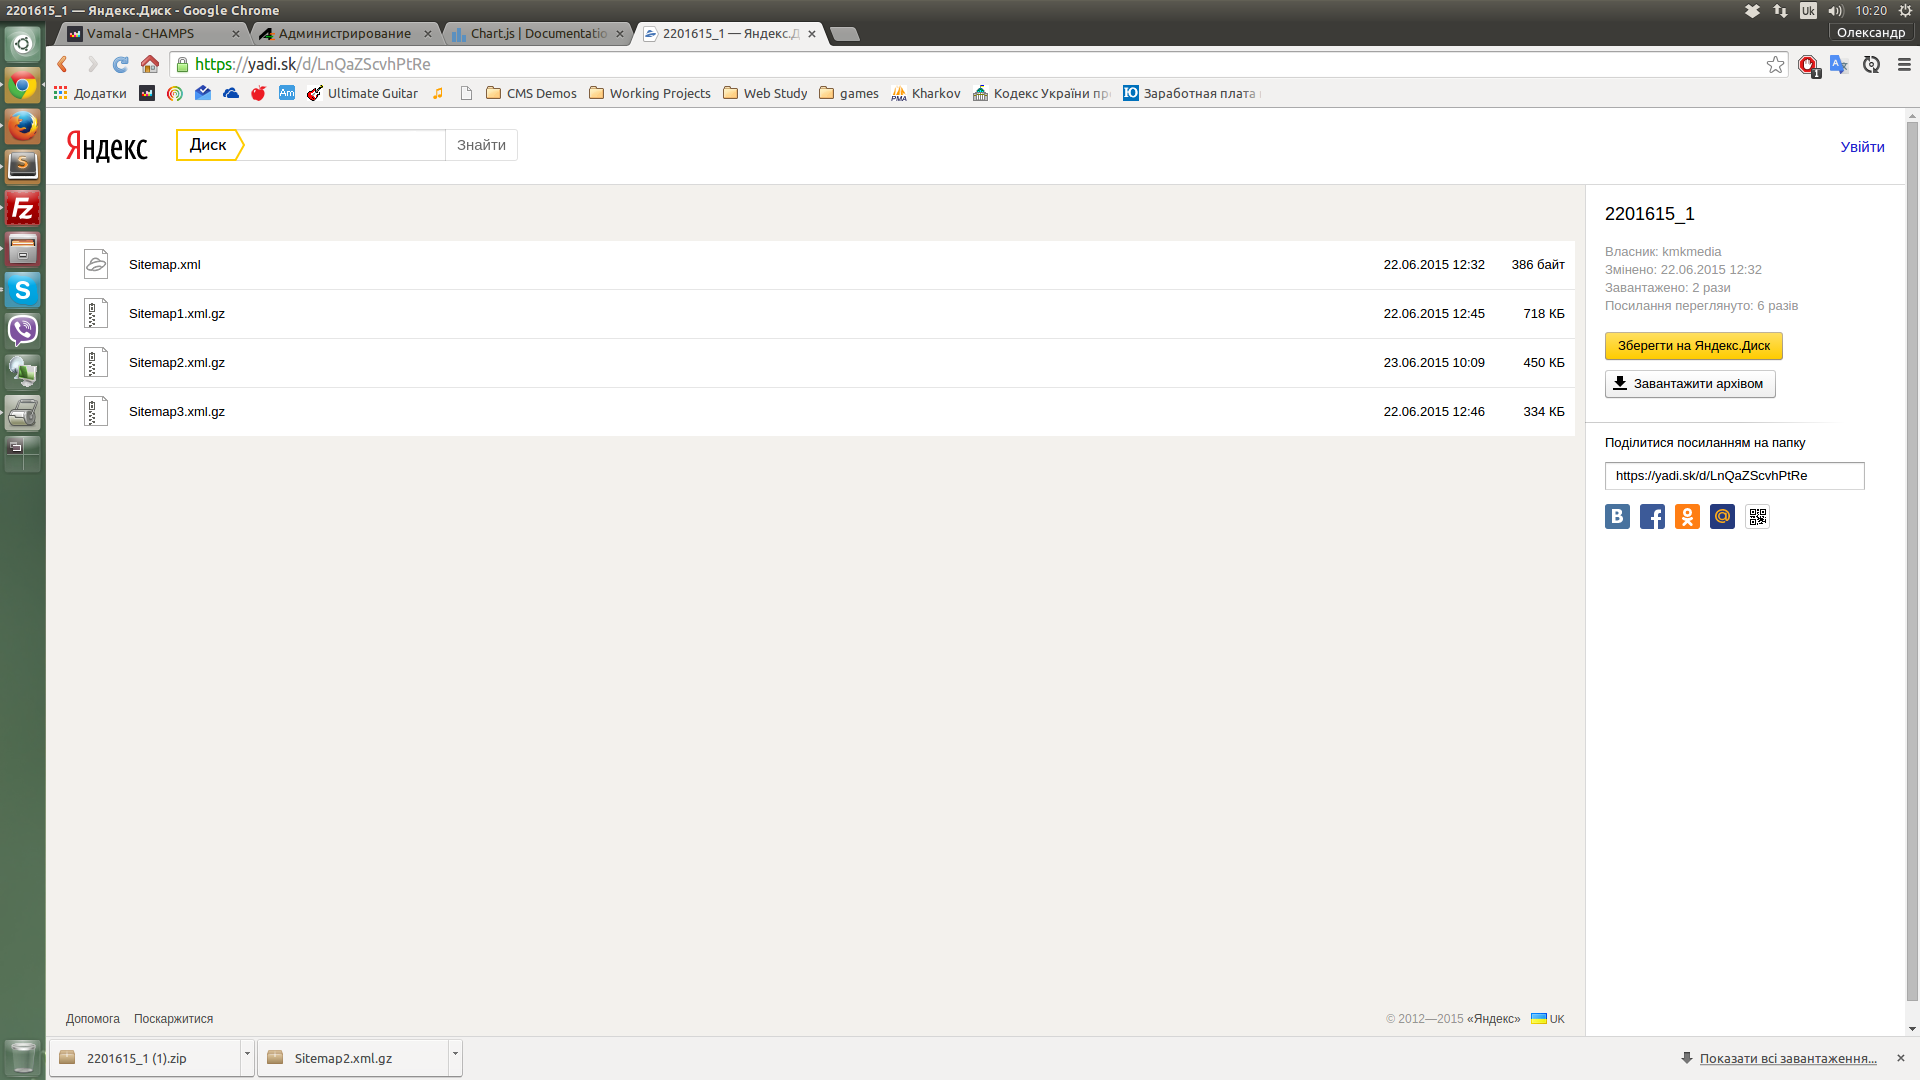 2201615_1 — Яндекс.Диск - Google Chrome
Uk
10:20
Vamala - CHAMPS
Администрирование
Chart.js | Documentatio
2201615_1 — Яндекс.Д
Олександр
https://yadi.sk/d/LnQaZScvhPtRe
1
Додатки
Am
Ultimate Guitar
CMS Demos
Working Projects
Web Study
games
PMA
Kharkov
Кодекс України пр
Ю
Заработная плата
Яндекс
Диск
Знайти
Увійти
Sitemap.xml 22.06.2015 12:32 386 байт
Sitemap1.xml.gz 22.06.2015 12:45 718 КБ
Sitemap2.xml.gz 23.06.2015 10:09 450 КБ
Sitemap3.xml.gz 22.06.2015 12:46 334 КБ
2201615_1
Власник: kmkmedia
Змінено: 22.06.2015 12:32
Завантажено: 2 рази
Посилання переглянуто: 6 разів
Зберегти на Яндекс.Диск
Завантажити архівом
Поділитися посиланням на папку
https://yadi.sk/d/LnQaZScvhPtRe
Допомога Поскаржитися
© 2012—2015 «Яндекс» UK
2201615_1 (1).zip
Sitemap2.xml.gz
Показати всі завантаження...